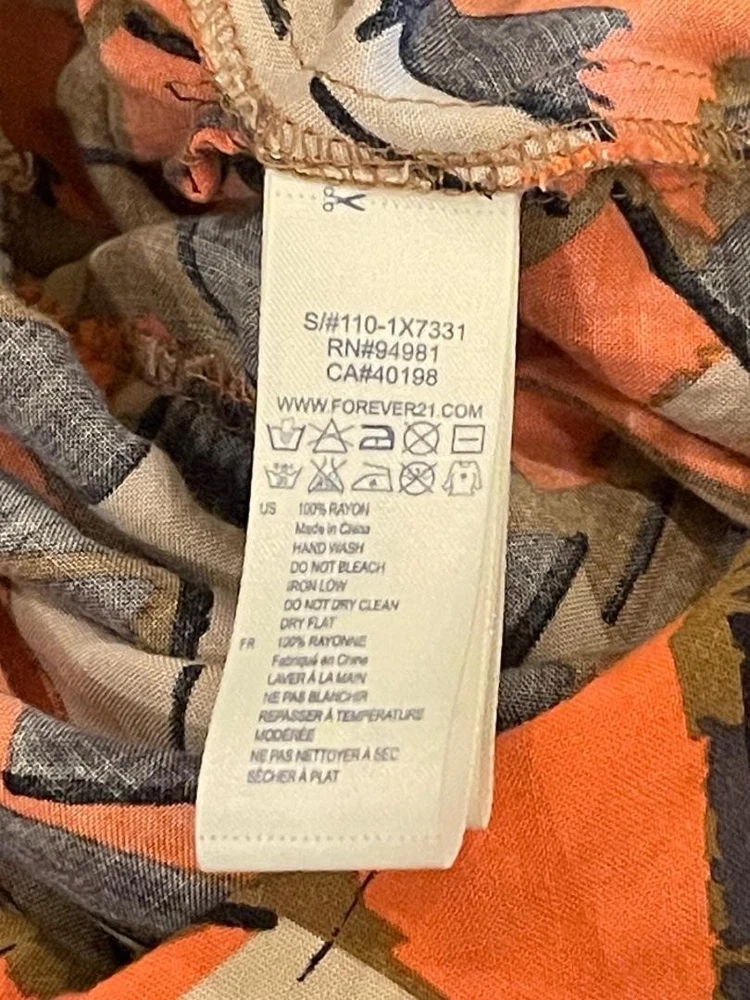 S/#110-1X7331
RN#94981
CA#40198
WWW.FOREVER21.COM
US 100% RAYON
Made in China
HAND WASH
DO NOT BLEACH
IRON LOW
DO NOT DRY CLEAN
DRY FLAT
FR 100% RAYONNE
Fabriqué en Chine
LAVER À LA MAIN
NE PAS BLANCHIR
REPASSER À TEMPÉRATURE
MODÉRÉE
NE PAS NETTOYER À SEC
SÉCHER À PLAT